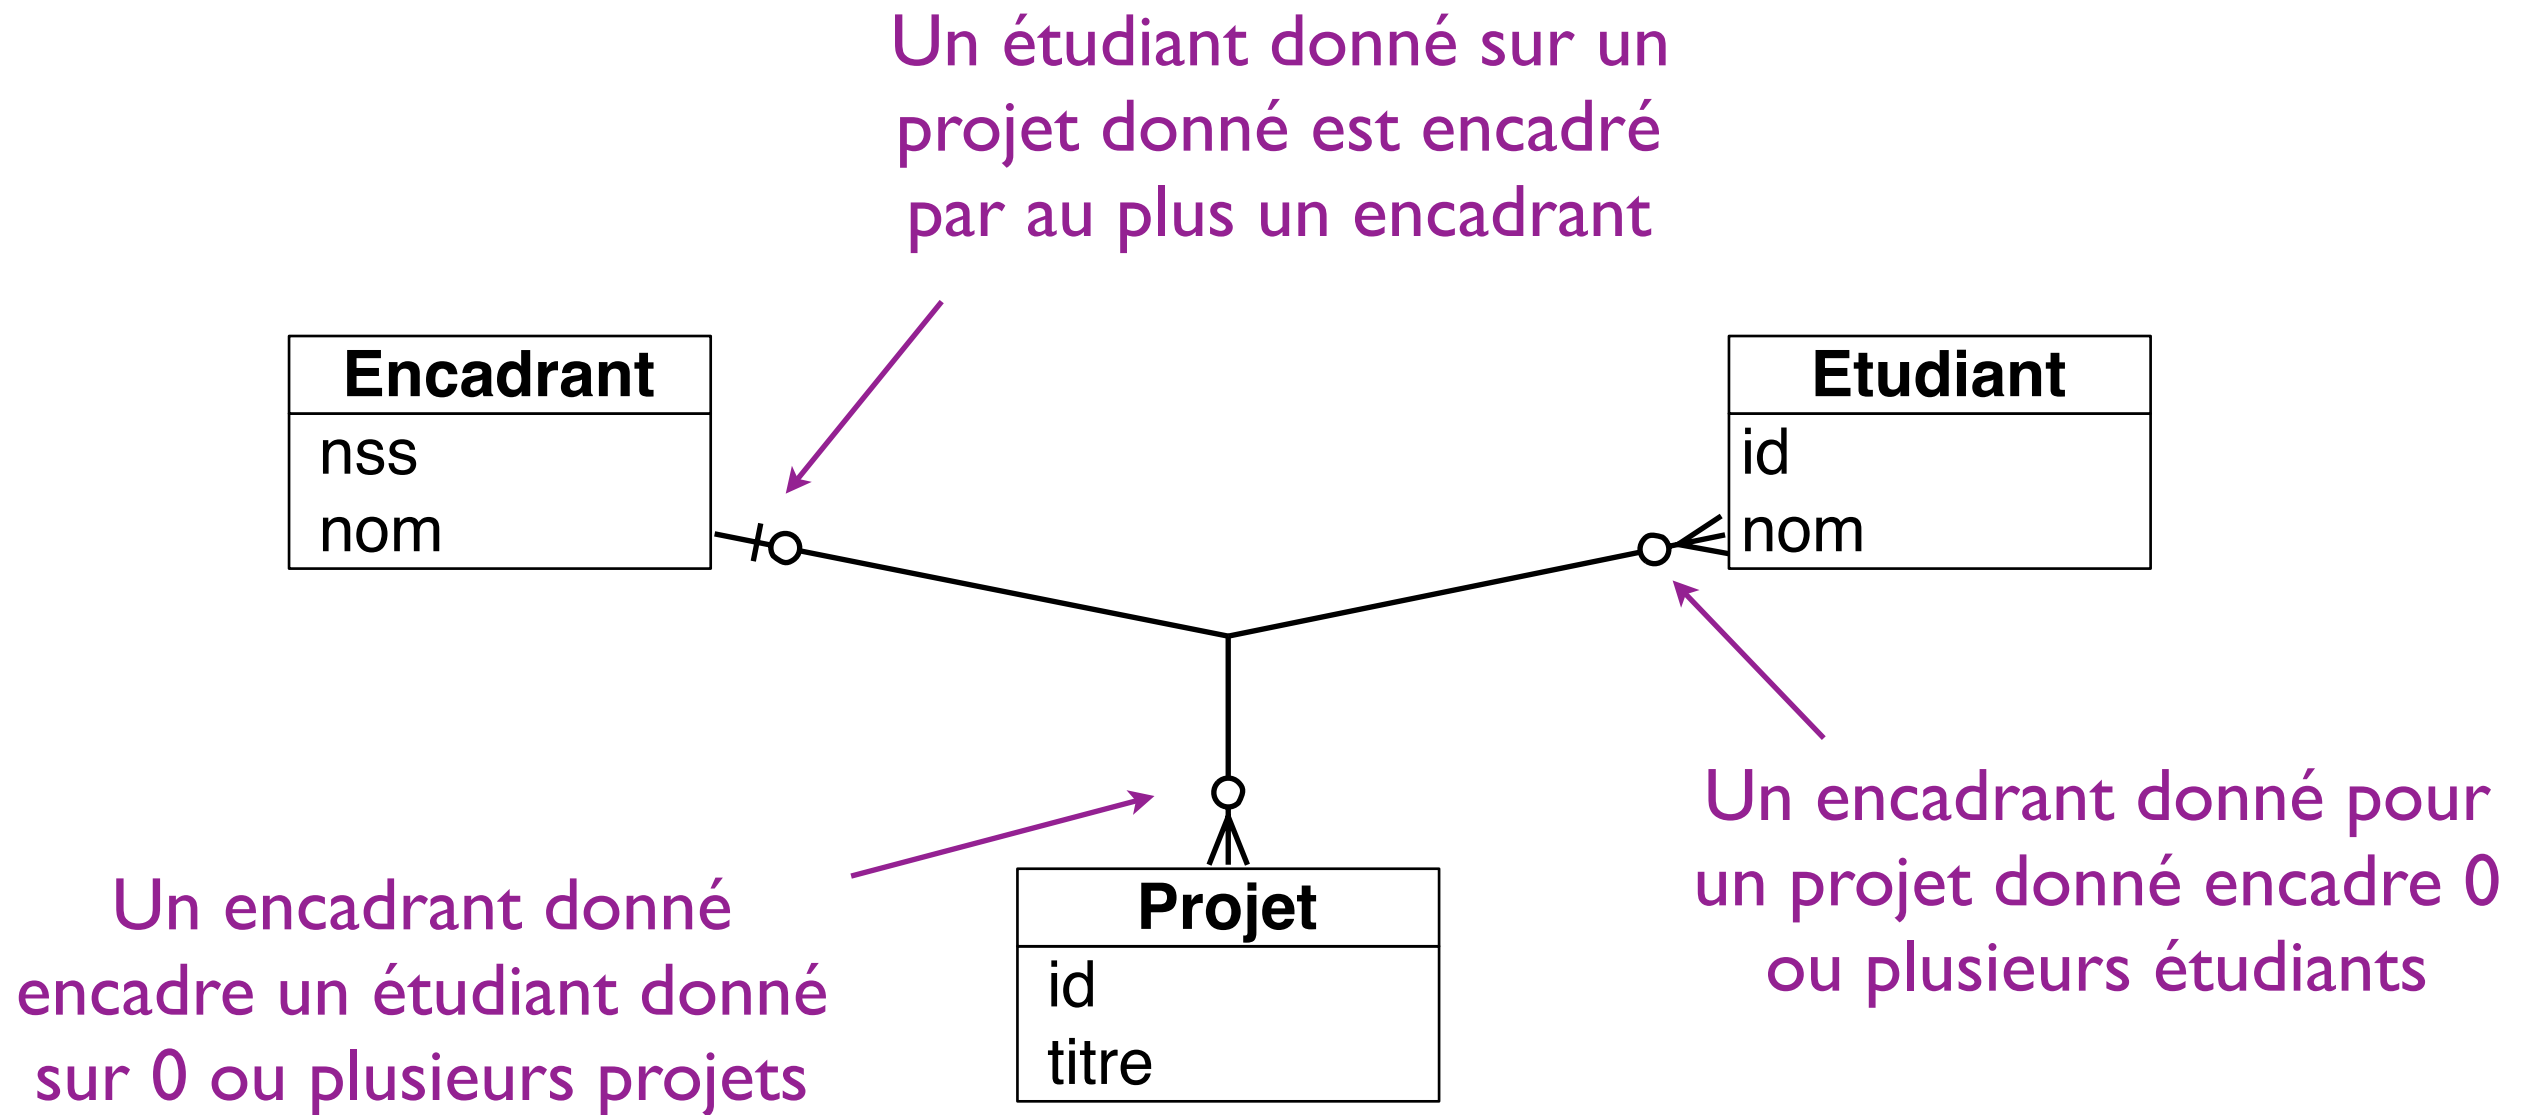 Un étudiant donné sur un
projet donné est encadré
par au plus un encadrant
Encadrant
nss
nom
Etudiant
id
nom
Un encadrant donné pour
un projet donné encadre 0
ou plusieurs étudiants
Un encadrant donné
encadre un étudiant donné
sur 0 ou plusieurs projets
Projet
id
titre